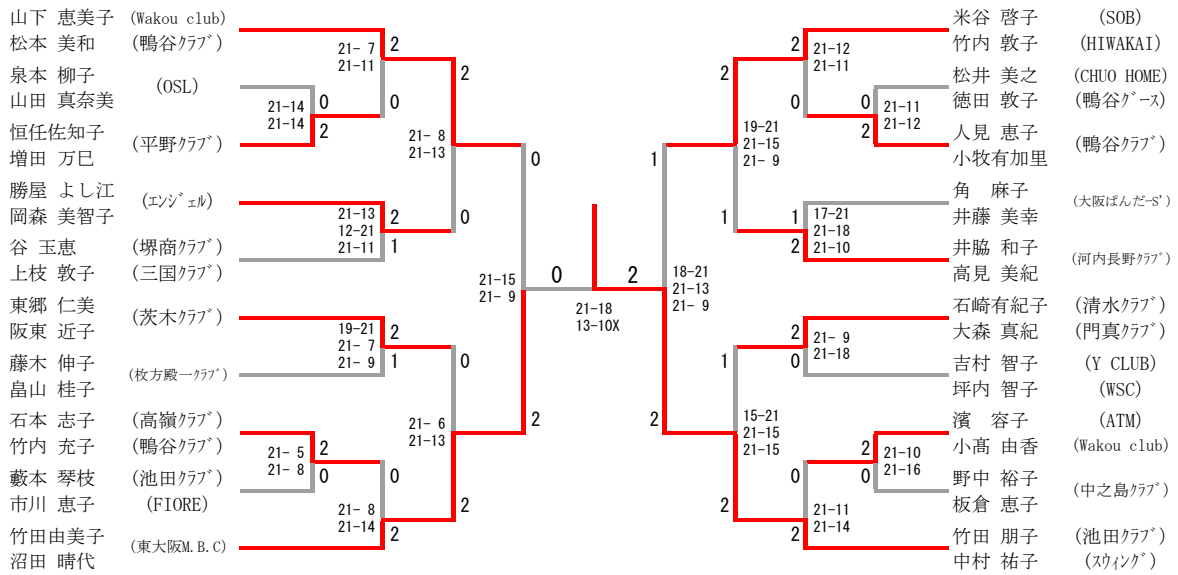 山下 恵美子 (Wakou club)
松本 美和 (鴨谷ｸﾗﾌﾞ)
泉本 柳子
(OSL)
山田 真奈美
恒任佐知子
(平野ｸﾗﾌﾞ)
増田 万巳
勝屋 よし江
(ｴﾝｼﾞｪﾙ)
岡森 美智子
谷 玉恵 (堺商ｸﾗﾌﾞ)
上枝 敦子 (三国ｸﾗﾌﾞ)
東郷 仁美
(茨木ｸﾗﾌﾞ)
阪東 近子
藤木 伸子
(枚方殿一ｸﾗﾌﾞ)
畠山 桂子
石本 志子 (高嶺ｸﾗﾌﾞ)
竹内 充子 (鴨谷ｸﾗﾌﾞ)
藪本 琴枝 (池田ｸﾗﾌﾞ)
市川 恵子 (FIORE)
竹田由美子
(東大阪M.B.C)
沼田 晴代
21- 7
21-11
2
0
21-14
21-14
0
2
21- 8
21-13
2
0
21-13
12-21
21-11
2
1
21-15
21- 9
0
2
19-21
21- 7
21- 9
2
1
21- 6
21-13
0
2
21- 5
21- 8
2
0
21- 8
21-14
0
2
0
2
21-18
13-10X
18-21
21-13
21- 9
1
2
19-21
21-15
21- 9
2
1
21-12
21-11
2
0
21-11
21-12
0
2
17-21
21-18
21-10
1
2
15-21
21-15
21-15
1
2
21- 9
21-18
2
0
21-10
21-16
2
0
21-11
21-14
0
2
米谷 啓子 (SOB)
竹内 敦子 (HIWAKAI)
松井 美之 (CHUO HOME)
徳田 敦子 (鴨谷ｸﾞｰｽ)
人見 恵子
(鴨谷ｸﾗﾌﾞ)
小牧有加里
角 麻子
(大阪ぱんだ-S')
井藤 美幸
井脇 和子
(河内長野ｸﾗﾌﾞ)
高見 美紀
石崎有紀子 (清水ｸﾗﾌﾞ)
大森 真紀 (門真ｸﾗﾌﾞ)
吉村 智子 (Y CLUB)
坪内 智子 (WSC)
濱 容子 (ATM)
小髙 由香 (Wakou club)
野中 裕子
(中之島ｸﾗﾌﾞ)
板倉 恵子
竹田 朋子 (池田ｸﾗﾌﾞ)
中村 祐子 (ｽｳｨﾝｸﾞ)